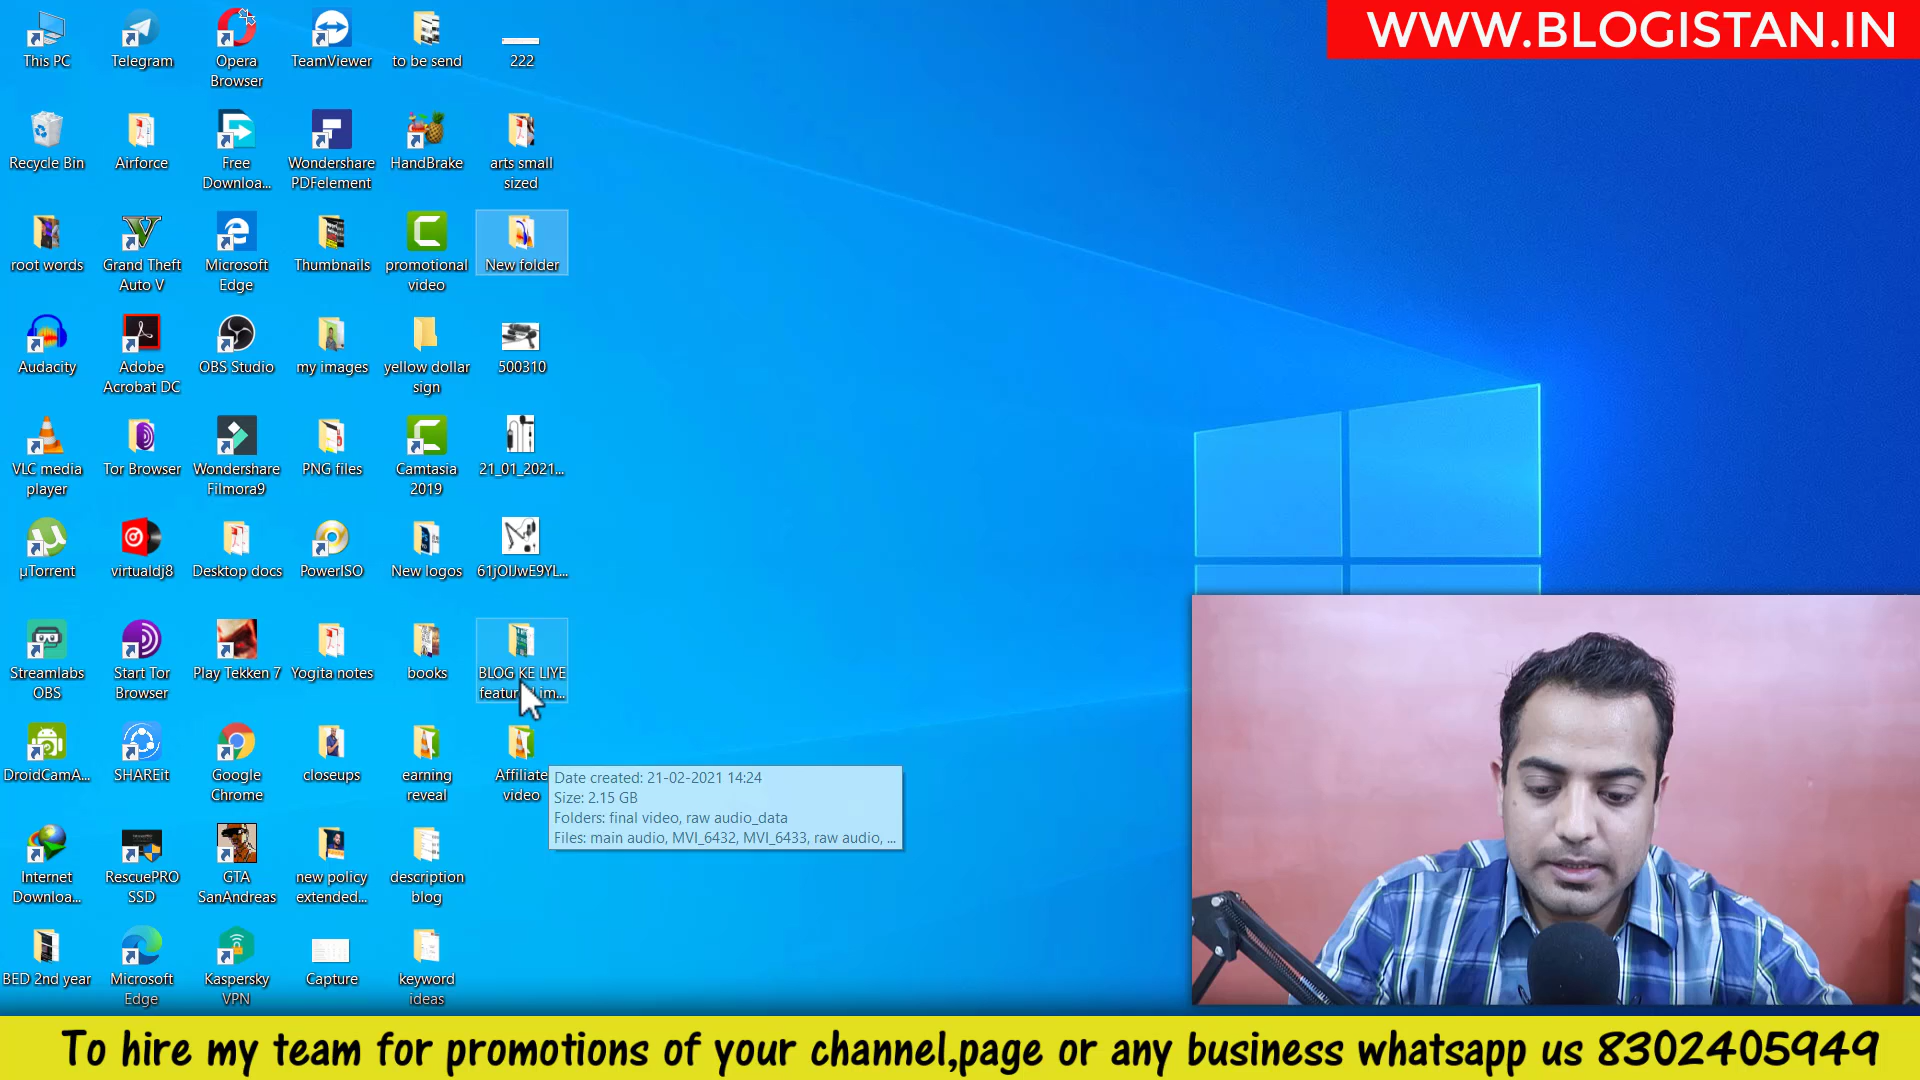 WWW.BLOGISTAN.IN
This PC
Telegram
Opera
Browser
TeamViewer
to be send
222
Recycle Bin
Airforce
Free
Downloa...
Wondershare
PDFelement
HandBrake
arts small
sized
root words
Grand Theft
Auto V
Microsoft
Edge
Thumbnails
promotional
video
New folder
Audacity
Adobe
Acrobat DC
OBS Studio
my images
yellow dollar
sign
500310
VLC media
player
Tor Browser
Wondershare
Filmora9
PNG files
Camtasia
2019
21_01_2021...
µTorrent
virtualdj8
Desktop docs
PowerISO
New logos
61jOIJwE9YL...
Streamlabs
OBS
Start Tor
Browser
Play Tekken 7
Yogita notes
books
BLOG KE LIYE
DroidCamA...
SHAREit
Google
Chrome
closeups
earning
reveal
Affiliate
video
Date created: 21-02-2021 14:24
Size: 2.15 GB
Folders: final video, raw audio_data
Files: main audio, MVI_6432, MVI_6433, raw audio, ...
Internet
Downloa...
RescuePRO
SSD
GTA
SanAndreas
new policy
extended...
description
blog
BED 2nd year
Microsoft
Edge
Kaspersky
VPN
Capture
keyword
ideas
To hire my team for promotions of your channel,page or any business whatsapp us 8302405949